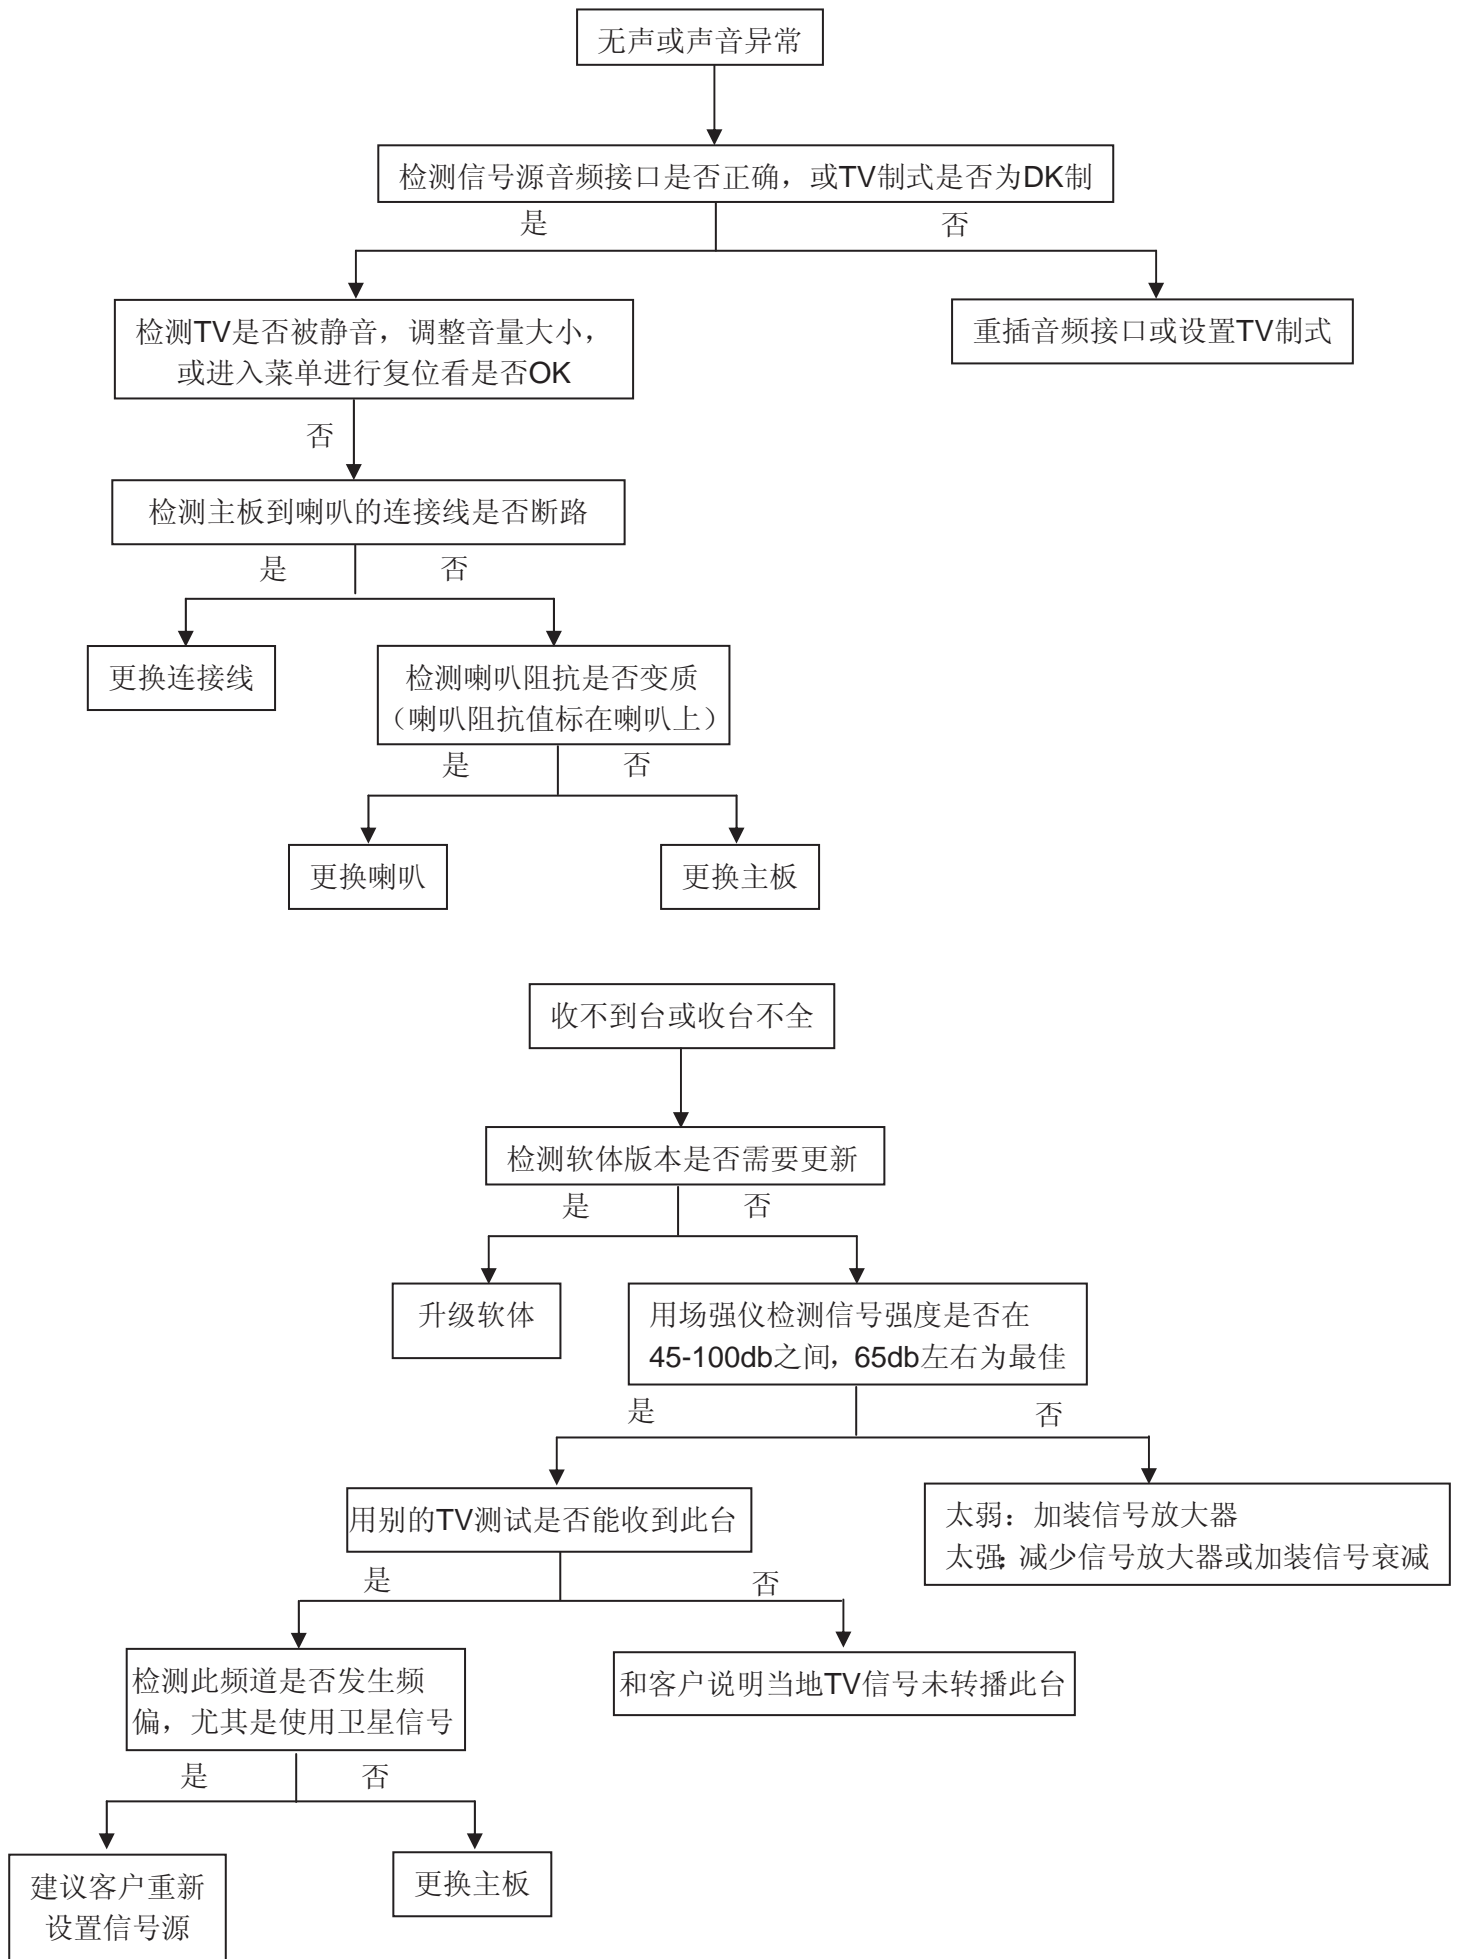 无声或声音异常
检测信号源音频接口是否正确，或TV制式是否为DK制
是
否
检测TV是否被静音，调整音量大小，
或进入菜单进行复位看是否OK
重插音频接口或设置TV制式
否
检测主板到喇叭的连接线是否断路
是
否
更换连接线
检测喇叭阻抗是否变质
（喇叭阻抗值标在喇叭上）
是
否
更换喇叭
更换主板
收不到台或收台不全
检测软体版本是否需要更新
是
否
升级软体
用场强仪检测信号强度是否在
45-100db之间，65db左右为最佳
是
否
用别的TV测试是否能收到此台
太弱：加装信号放大器
太强：减少信号放大器或加装信号衰减
是
否
检测此频道是否发生频
偏，尤其是使用卫星信号
和客户说明当地TV信号未转播此台
是
否
建议客户重新
设置信号源
更换主板